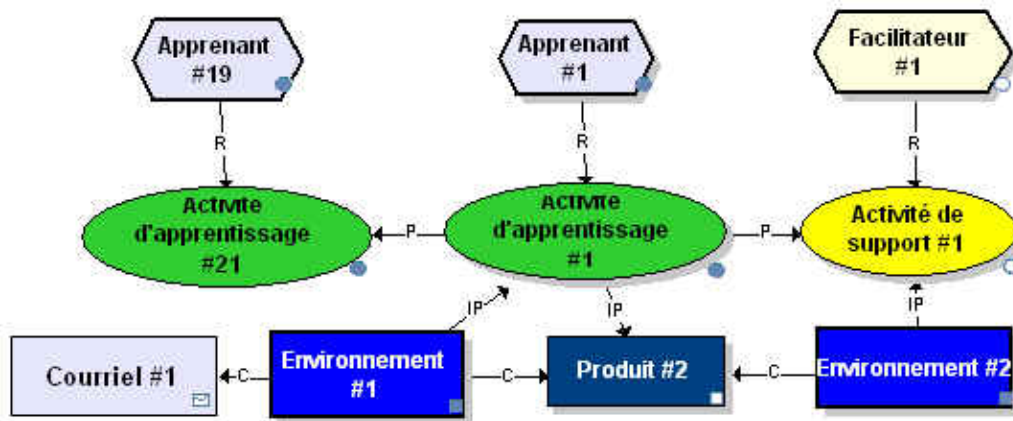 Apprenant
#19
Apprenant
#1
Facilitateur
#1
R
R
R
Activité
d'apprentissage
#21
P
Activité
d'apprentissage
#1
P
Activité de
support #1
IP
IP
IP
Courriel #1
C
Environnement
#1
C
Produit #2
C
Environnement #2